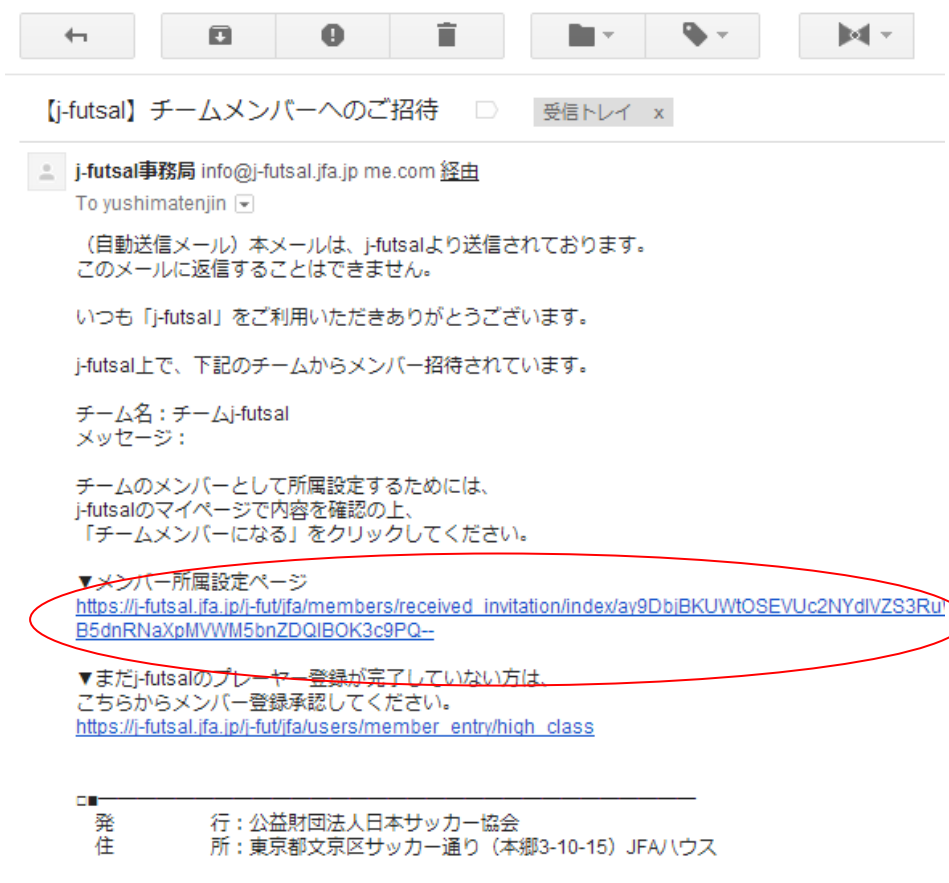 【j-futsal】チームメンバーへのご招待 受信トレイ x
j-futsal事務局 info@j-futsal.jfa.jp me.com 経由
To yushimatenjin
（自動送信メール）本メールは、j-futsalより送信されております。
このメールに返信することはできません。
いつも「j-futsal」をご利用いただきありがとうございます。
j-futsal上で、下記のチームからメンバー招待されています。
チーム名：チームj-futsal
メッセージ：
チームのメンバーとして所属設定するためには、
j-futsalのマイページで内容を確認の上、
「チームメンバーになる」をクリックしてください。
▼メンバー所属設定ページ
https://j-futsal.jfa.jp/j-fut/jfa/members/received_invitation/index/ay9DbjBKUWtOSEVUc2NYdlVZS3Ru
B5dnRNaXpMVWM5bnZDQlBOK3c9PQ--
▼まだj-futsalのプレーヤー登録が完了していない方は、
こちらからメンバー登録承認してください。
https://j-futsal.jfa.jp/j-fut/jfa/users/member_entry/high_class
□■━━━━━━━━━━━━━━━━━━━━━━━━━
発　　　　行：公益財団法人日本サッカー協会
住　　　　所：東京都文京区サッカー通り（本郷3-10-15）JFAハウス